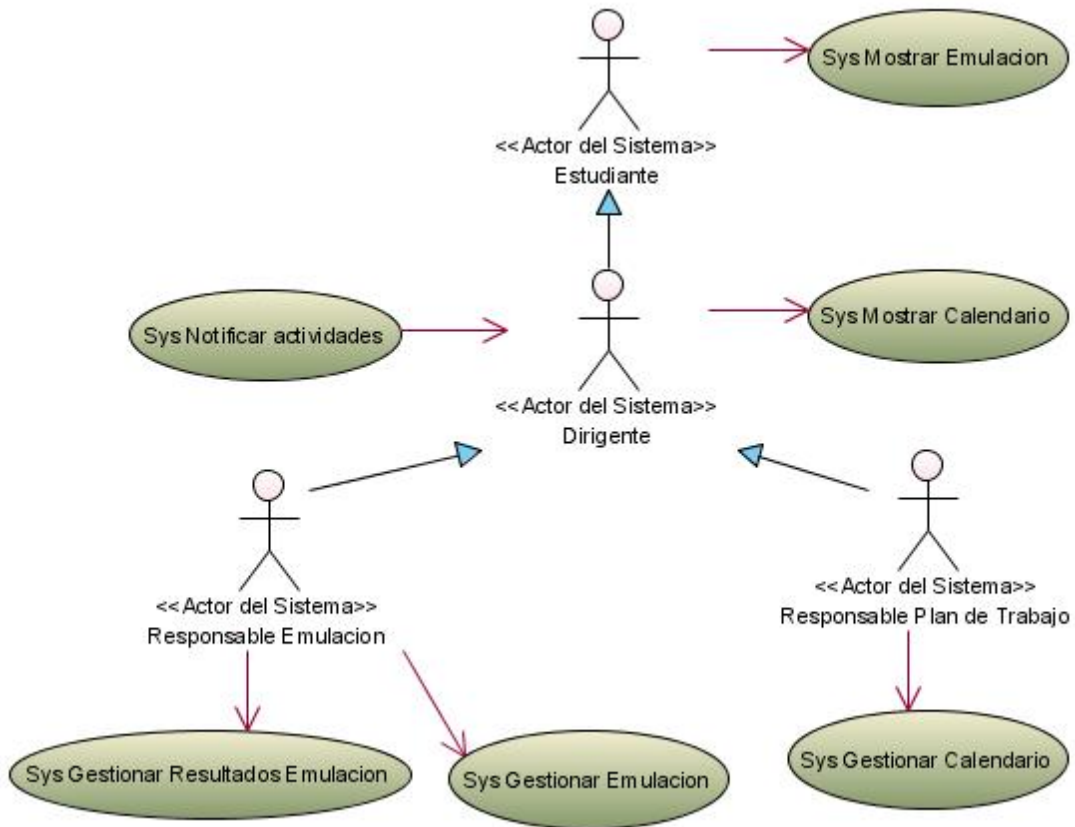 Sys Mostrar Emulacion
<<Actor del Sistema>>
Estudiante
Sys Notificar actividades
Sys Mostrar Calendario
<<Actor del Sistema>>
Dirigente
<<Actor del Sistema>>
Responsable Emulacion
<<Actor del Sistema>>
Responsable Plan de Trabajo
Sys Gestionar Resultados Emulacion
Sys Gestionar Emulacion
Sys Gestionar Calendario